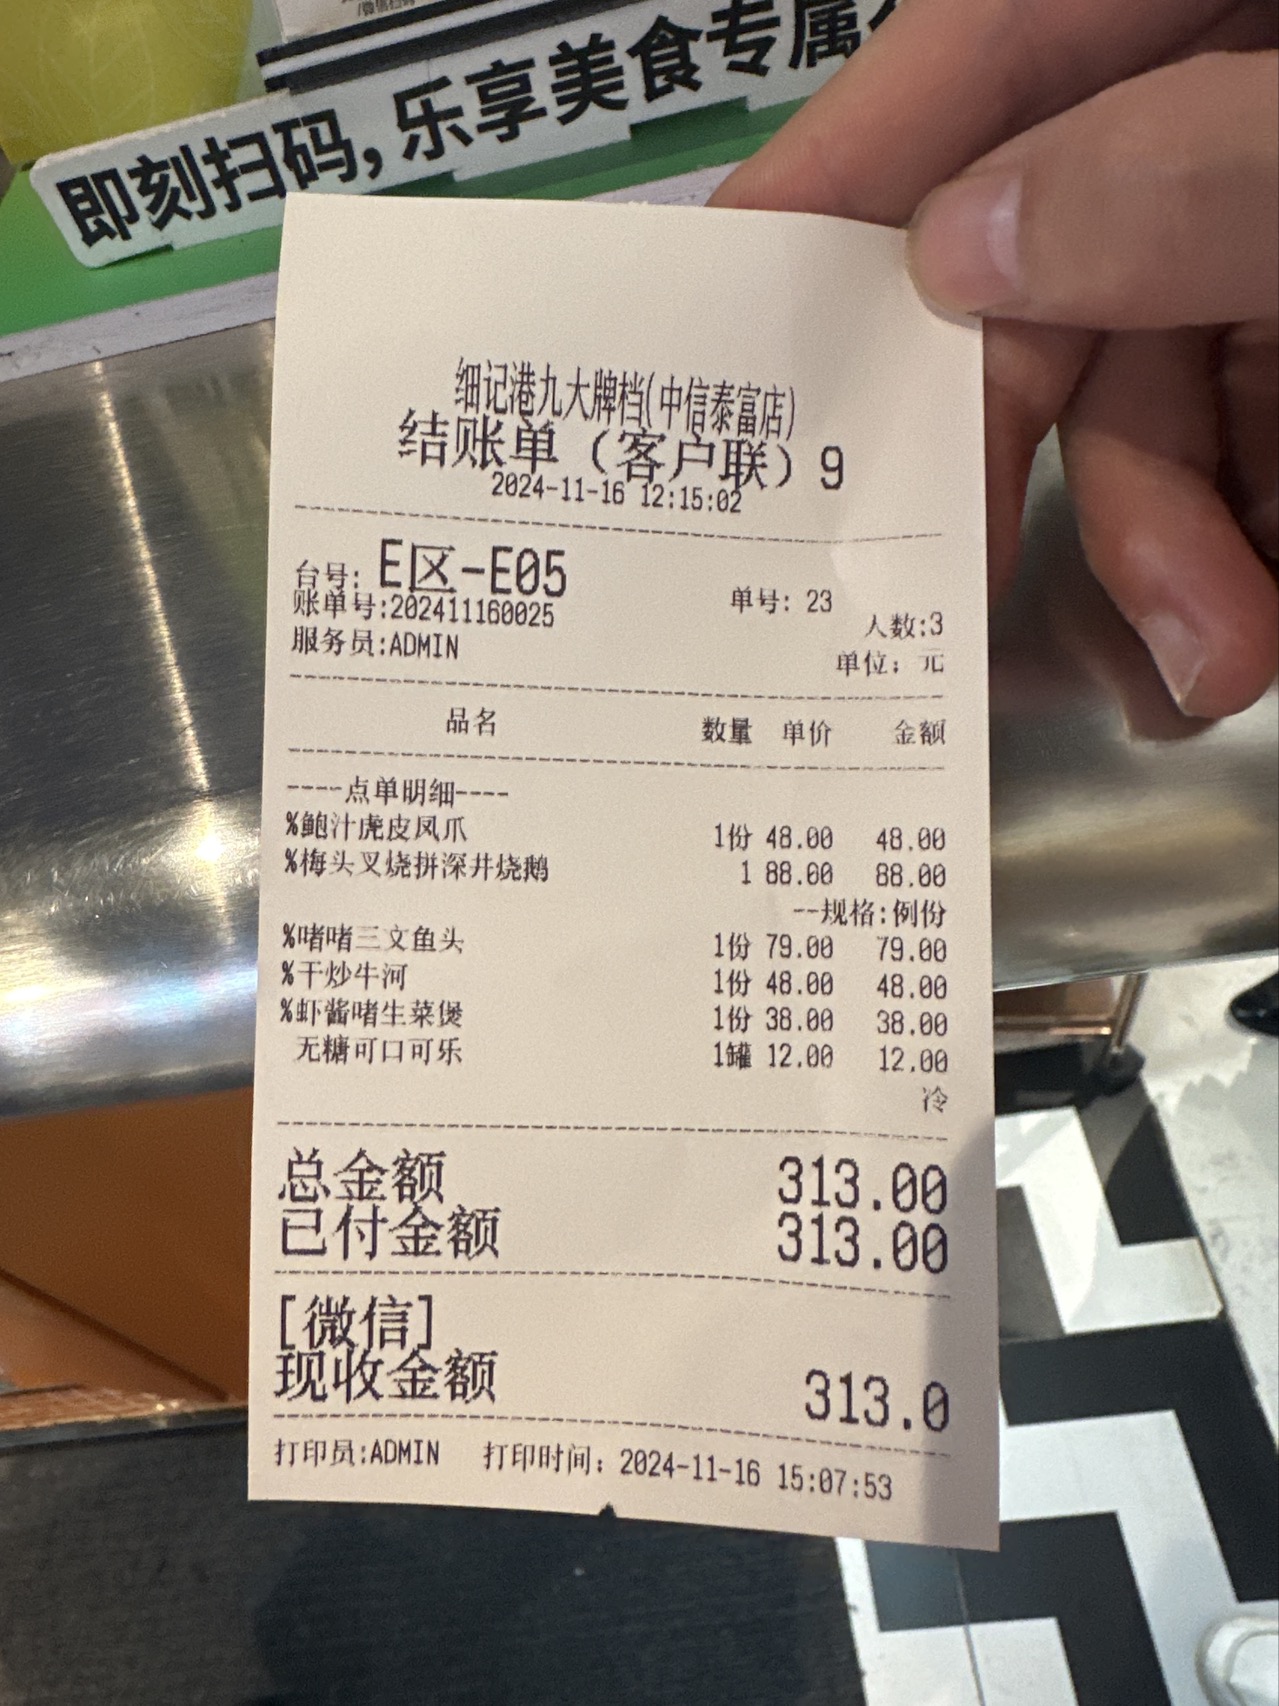 /微信扫码
即刻扫码,乐享美食专属
细记港九大牌档(中信泰富店)
结账单（客户联）9
2024-11-16 12:15:02
台号: E区-E05 单号: 23
账单号:202411160025 人数:3
服务员:ADMIN 单位: 元
品名 数量 单价 金额
----点单明细----
%鲍汁虎皮凤爪 1份 48.00 48.00
%梅头叉烧拼深井烧鹅 1 88.00 88.00
--规格:例份
%啫啫三文鱼头 1份 79.00 79.00
%干炒牛河 1份 48.00 48.00
%虾酱啫生菜煲 1份 38.00 38.00
无糖可口可乐 1罐 12.00 12.00
冷
总金额 313.00
已付金额 313.00
[微信]
现收金额 313.0
打印员:ADMIN 打印时间: 2024-11-16 15:07:53